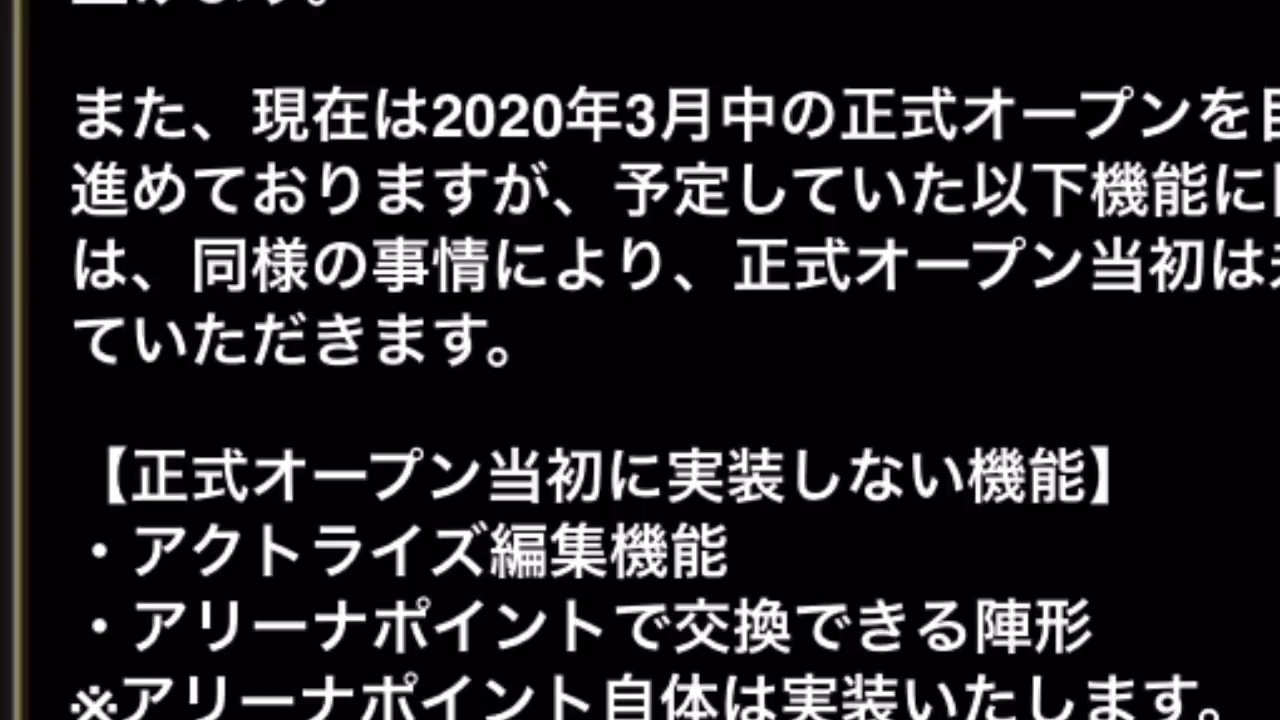 また、現在は2020年3月中の正式オープンを
進めておりますが、予定していた以下機能に
は、同様の事情により、正式オープン当初は
ていただきます。
【正式オープン当初に実装しない機能】
・アクトライズ編集機能
・アリーナポイントで交換できる陣形
※アリーナポイント自体は実装いたします。